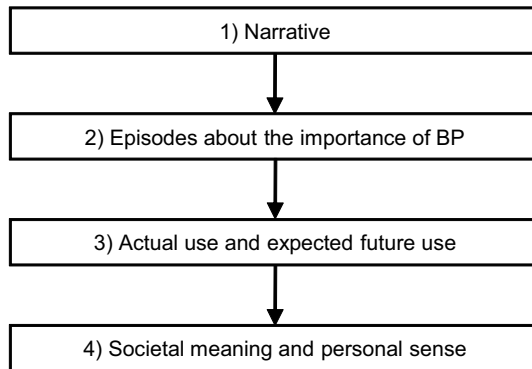 1) Narrative
2) Episodes about the importance of BP
3) Actual use and expected future use
4) Societal meaning and personal sense